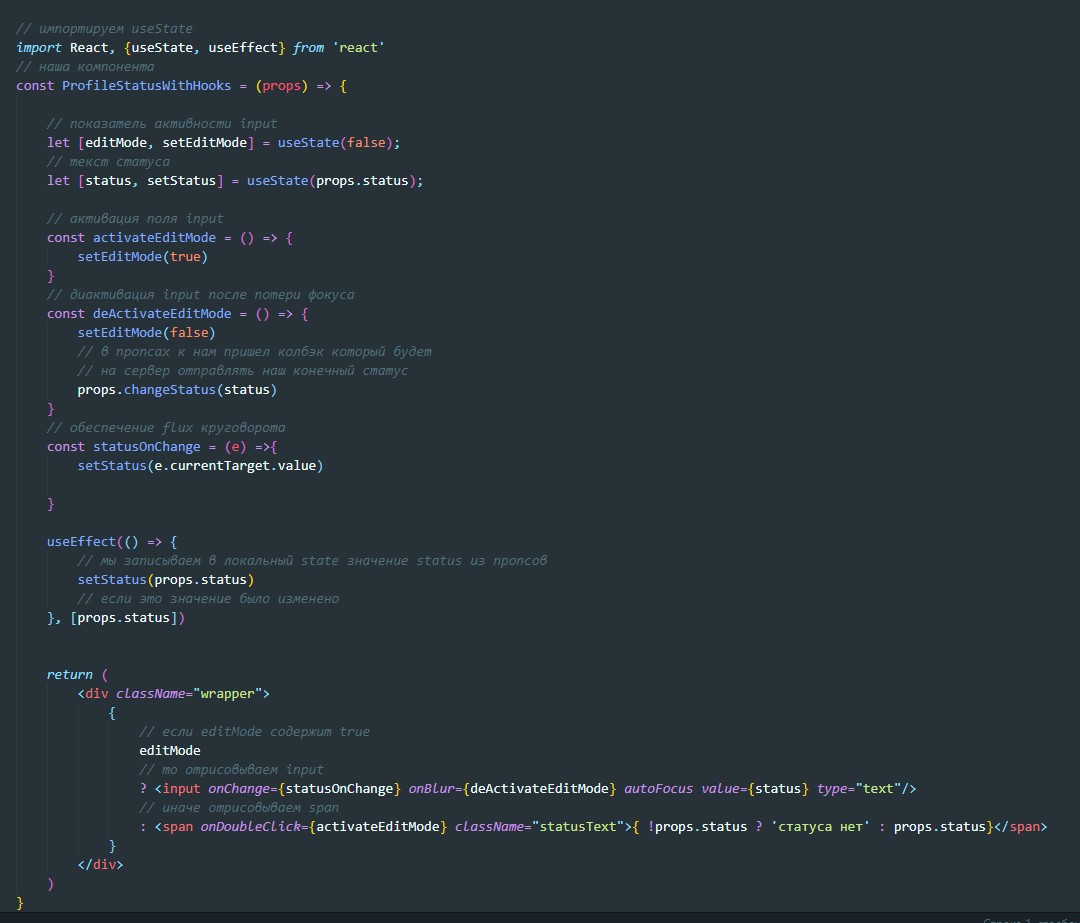 // импортируем useState
import React, {useState, useEffect} from 'react'
// наша компонента
const ProfileStatusWithHooks = (props) => {
// показатель активности input
let [editMode, setEditMode] = useState(false);
// текст статуса
let [status, setStatus] = useState(props.status);
// активация поля input
const activateEditMode = () => {
setEditMode(true)
}
// диактивация input после потери фокуса
const deActivateEditMode = () => {
setEditMode(false)
// в пропсах к нам пришел колбэк который будет
// на сервер отправлять наш конечный статус
props.changeStatus(status)
}
// обеспечение flux круговорота
const statusOnChange = (e) =>{
setStatus(e.currentTarget.value)
}
useEffect(() => {
// мы записываем в локальный state значение status из пропсов
setStatus(props.status)
// если это значение было изменено
}, [props.status])
return (
<div className="wrapper">
{
// если editMode содержит true
editMode
// то отрисовываем input
? <input onChange={statusOnChange} onBlur={deActivateEditMode} autoFocus value={status} type="text"/>
// иначе отрисовываем span
: <span onDoubleClick={activateEditMode} className="statusText">{ !props.status ? 'статуса нет' : props.status}</span>
}
</div>
)
}